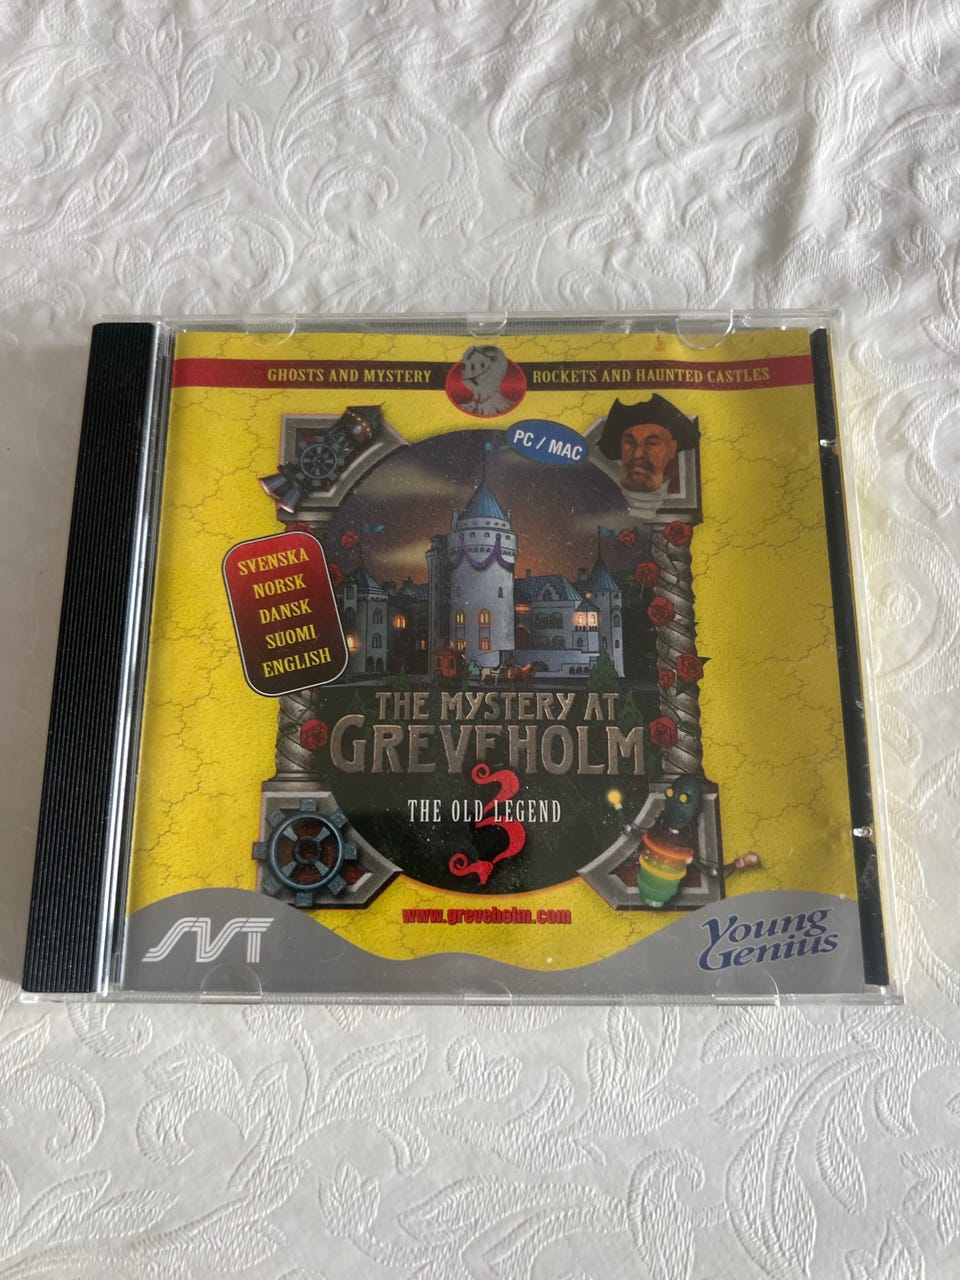 GHOSTS AND MYSTERY ROCKETS AND HAUNTED CASTLES
PC / MAC
SVENSKA
NORSK
DANSK
SUOMI
ENGLISH
THE MYSTERY AT
GREVEHOLM
3
THE OLD LEGEND
www.greveholm.com
SVT
Young
Genius